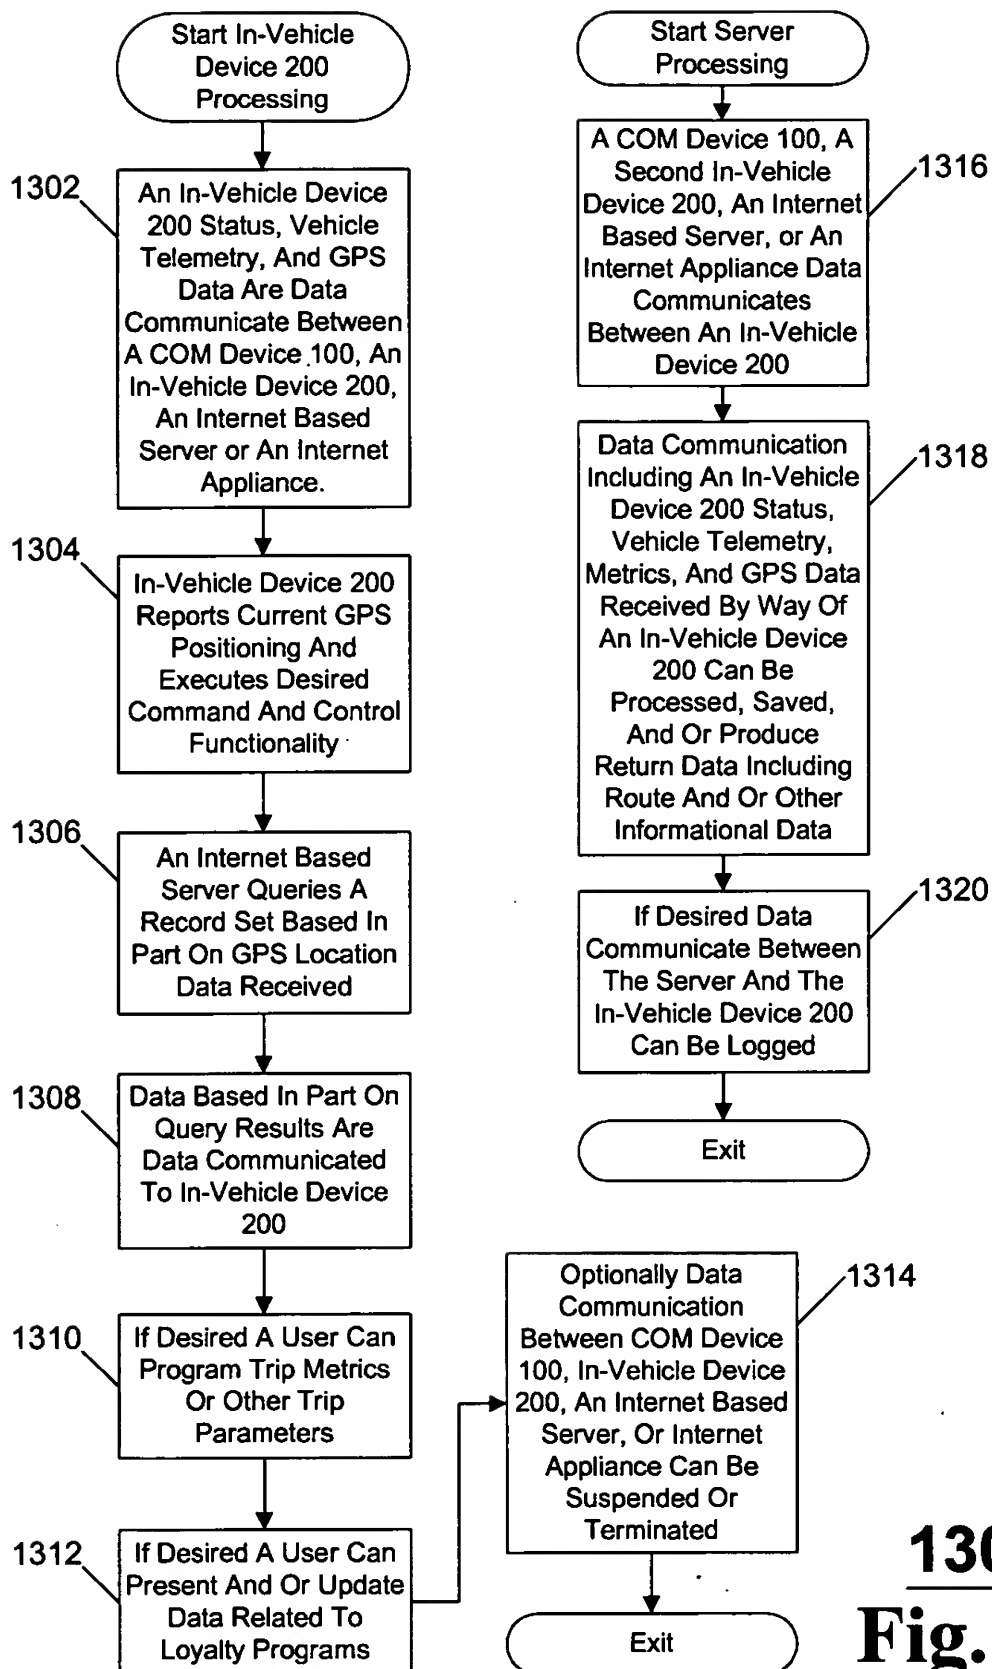 Start In-Vehicle
Device 200
Processing
1302
An In-Vehicle Device
200 Status, Vehicle
Telemetry, And GPS
Data Are Data
Communicate Between
A COM Device 100, An
In-Vehicle Device 200,
An Internet Based
Server or An Internet
Appliance.
1304
In-Vehicle Device 200
Reports Current GPS
Positioning And
Executes Desired
Command And Control
Functionality
1306
An Internet Based
Server Queries A
Record Set Based In
Part On GPS Location
Data Received
1308
Data Based In Part On
Query Results Are
Data Communicated
To In-Vehicle Device
200
1310
If Desired A User Can
Program Trip Metrics
Or Other Trip
Parameters
1312
If Desired A User Can
Present And Or Update
Data Related To
Loyalty Programs
Start Server
Processing
1316
A COM Device 100, A
Second In-Vehicle
Device 200, An Internet
Based Server, or An
Internet Appliance Data
Communicates
Between An In-Vehicle
Device 200
1318
Data Communication
Including An In-Vehicle
Device 200 Status,
Vehicle Telemetry,
Metrics, And GPS Data
Received By Way Of
An In-Vehicle Device
200 Can Be
Processed, Saved,
And Or Produce
Return Data Including
Route And Or Other
Informational Data
1320
If Desired Data
Communicate Between
The Server And The
In-Vehicle Device 200
Can Be Logged
Exit
1314
Optionally Data
Communication
Between COM Device
100, In-Vehicle Device
200, An Internet Based
Server, Or Internet
Appliance Can Be
Suspended Or
Terminated
Exit
130
Fig.